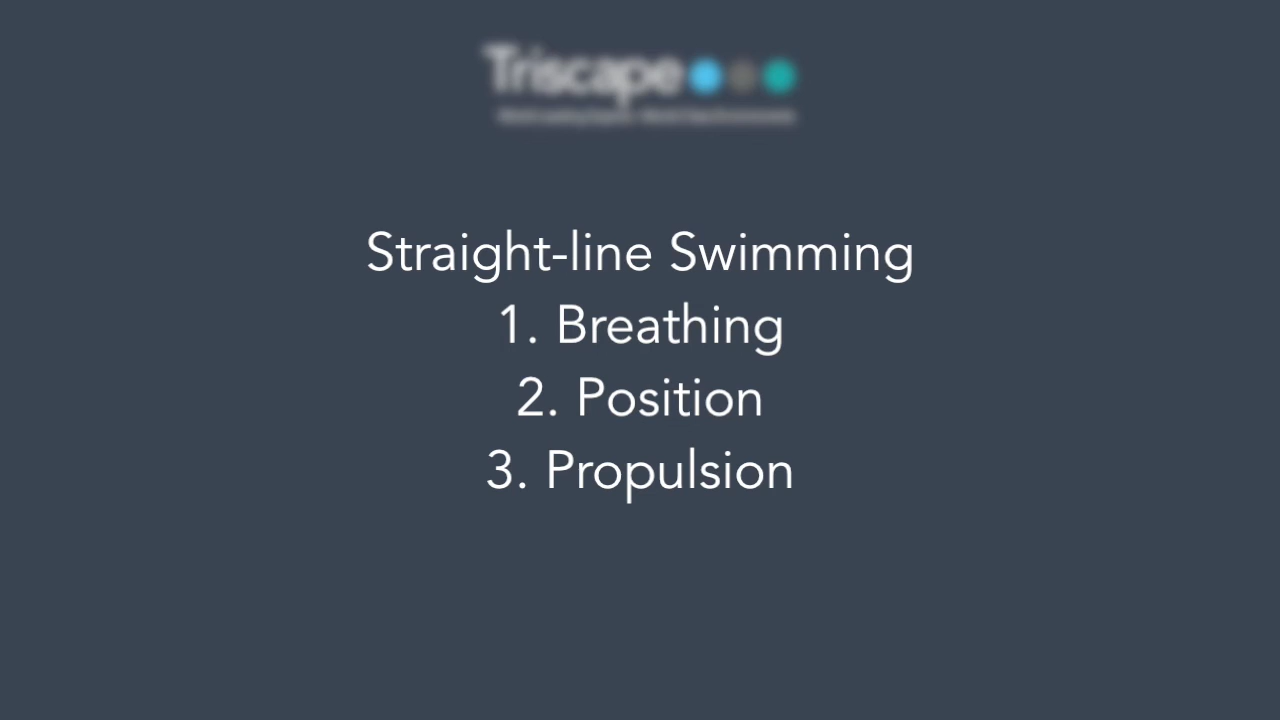 Triscape
Straight-line Swimming
1. Breathing
2. Position
3. Propulsion